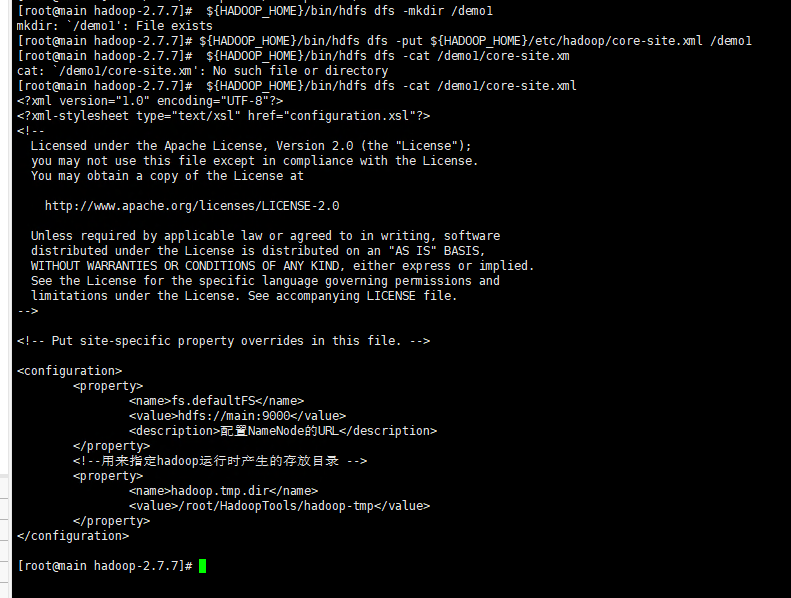 [root@main hadoop-2.7.7]#  ${HADOOP_HOME}/bin/hdfs dfs -mkdir /demo1
mkdir: `/demo1': File exists
[root@main hadoop-2.7.7]# ${HADOOP_HOME}/bin/hdfs dfs -put ${HADOOP_HOME}/etc/hadoop/core-site.xml /demo1
[root@main hadoop-2.7.7]#  ${HADOOP_HOME}/bin/hdfs dfs -cat /demo1/core-site.xm
cat: `/demo1/core-site.xm': No such file or directory
[root@main hadoop-2.7.7]#  ${HADOOP_HOME}/bin/hdfs dfs -cat /demo1/core-site.xml
<?xml version="1.0" encoding="UTF-8"?>
<?xml-stylesheet type="text/xsl" href="configuration.xsl"?>
<!--
  Licensed under the Apache License, Version 2.0 (the "License");
  you may not use this file except in compliance with the License.
  You may obtain a copy of the License at

    http://www.apache.org/licenses/LICENSE-2.0

  Unless required by applicable law or agreed to in writing, software
  distributed under the License is distributed on an "AS IS" BASIS,
  WITHOUT WARRANTIES OR CONDITIONS OF ANY KIND, either express or implied.
  See the License for the specific language governing permissions and
  limitations under the License. See accompanying LICENSE file.
-->

<!-- Put site-specific property overrides in this file. -->

<configuration>
        <property>
                <name>fs.defaultFS</name>
                <value>hdfs://main:9000</value>
                <description>配置NameNode的URL</description>
        </property>
        <!--用来指定hadoop运行时产生的存放目录 -->
        <property>
                <name>hadoop.tmp.dir</name>
                <value>/root/HadoopTools/hadoop-tmp</value>
        </property>
</configuration>

[root@main hadoop-2.7.7]#